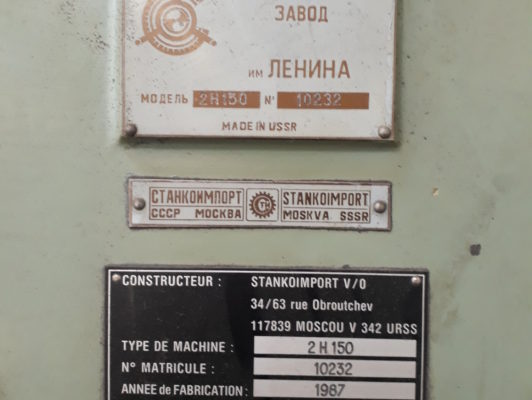 ЗАВОД
им ЛЕНИНА
МОДЕЛЬ 2Н150 N° 10232
MADE IN USSR
СТАНКОИМПОРТ
СССР МОСКВА
STANKOIMPORT
MOSKVA SSSR
CONSTRUCTEUR : STANKOIMPORT V/O
34/63 rue Obroutchev
117839 MOSCOU V 342 URSS
TYPE DE MACHINE : 2 H 150
N° MATRICULE : 10232
ANNEE de FABRICATION : 1987